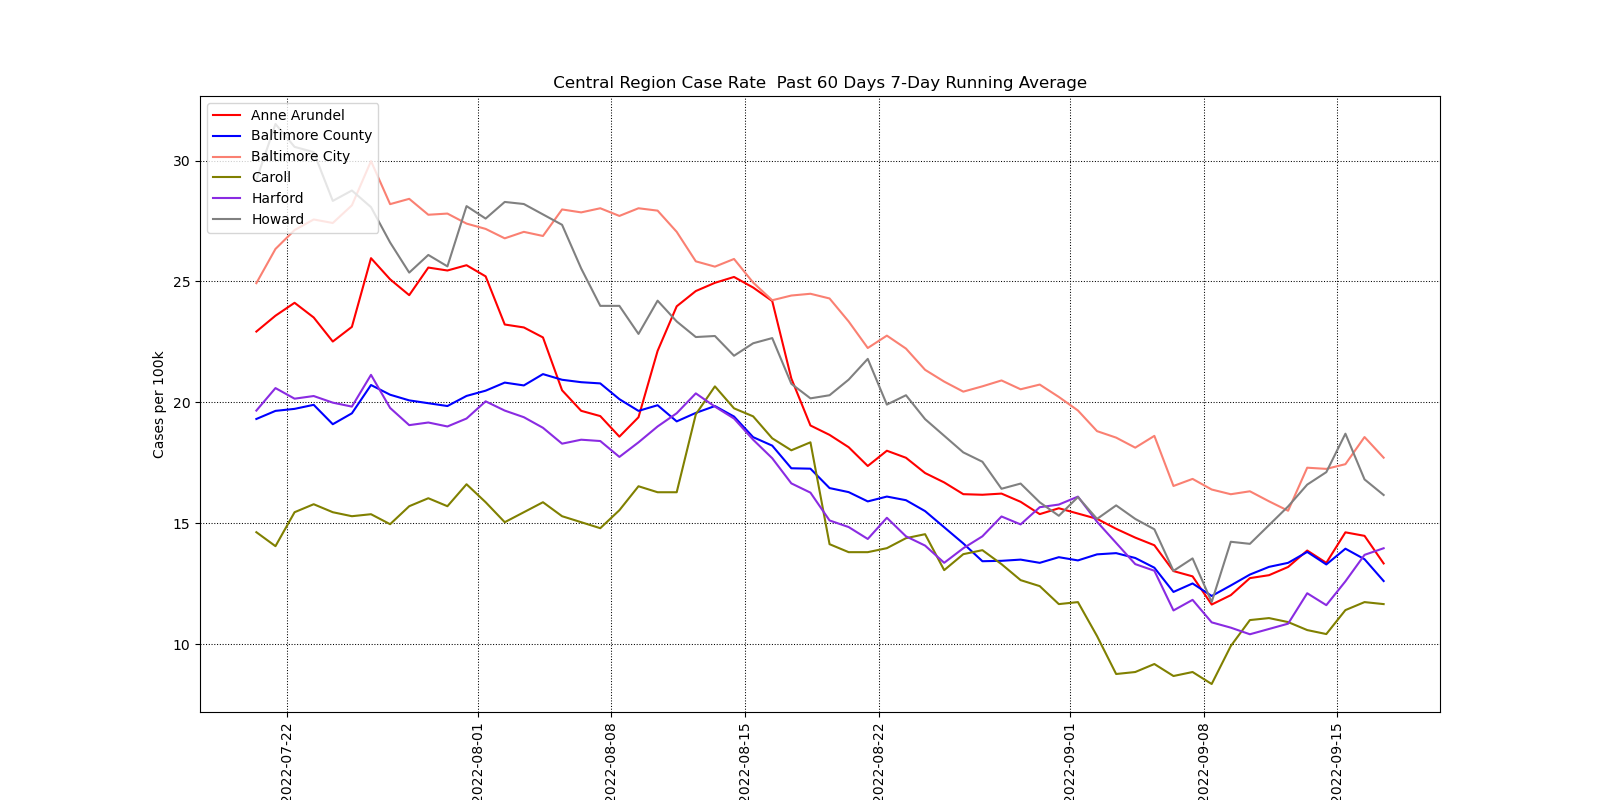 Central Region Case Rate  Past 60 Days 7-Day Running Average
Anne Arundel
Baltimore County
Baltimore City
Caroll
Harford
Howard
Cases per 100k
30
25
20
15
10
2022-07-22
2022-08-01
2022-08-08
2022-08-15
2022-08-22
2022-09-01
2022-09-08
2022-09-15